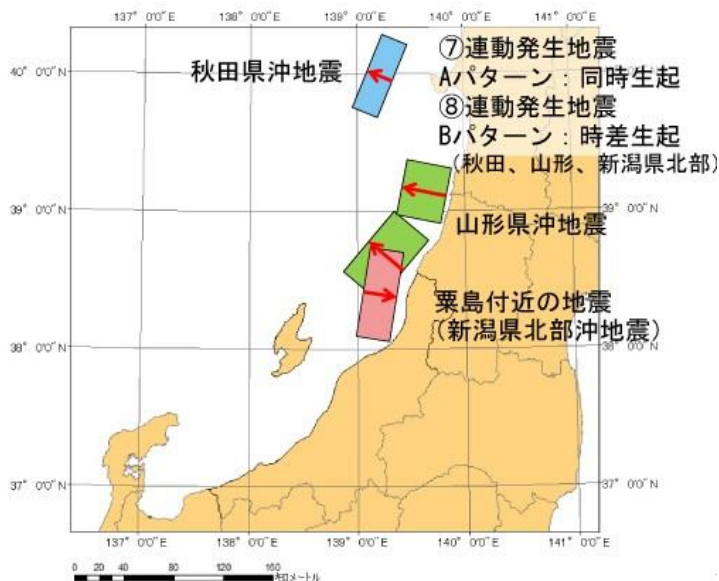 137° 0'0"E 138° 0'0"E 139° 0'0"E 140° 0'0"E 141° 0'0"E
⑦連動発生地震
秋田県沖地震
Aパターン：同時生起
⑧連動発生地震
Bパターン：時差生起
（秋田、山形、新潟県北部）
40° 0'0"N 40° 0'0"N
39° 0'0"N 39° 0'0"N
山形県沖地震
粟島付近の地震
（新潟県北部沖地震）
38° 0'0"N 38° 0'0"N
37° 0'0"N 37° 0'0"N
137° 0'0"E 138° 0'0"E 139° 0'0"E 140° 0'0"E 141° 0'0"E
0 20 40 80 120 160
キロメートル